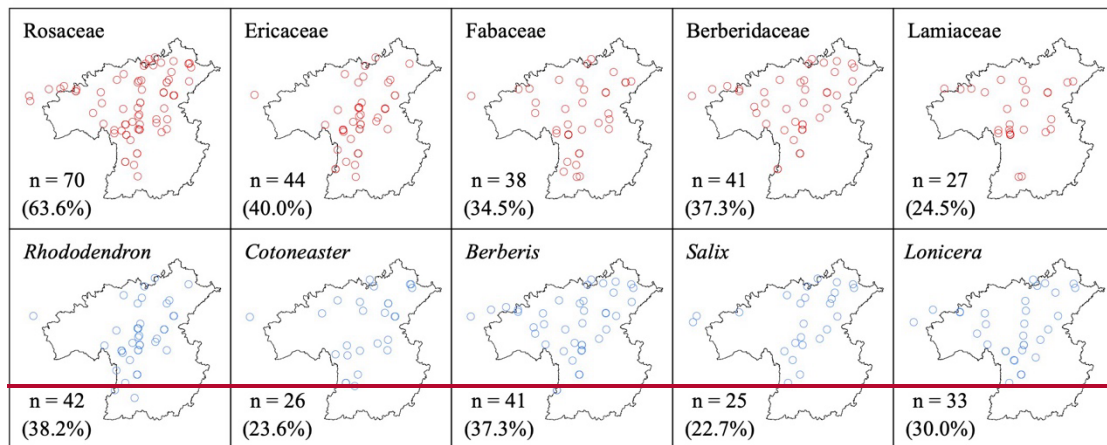 Rosaceae
n = 70
(63.6%)
Ericaceae
n = 44
(40.0%)
Fabaceae
n = 38
(34.5%)
Berberidaceae
n = 41
(37.3%)
Lamiaceae
n = 27
(24.5%)
Rhododendron
n = 42
(38.2%)
Cotoneaster
n = 26
(23.6%)
Berberis
n = 41
(37.3%)
Salix
n = 25
(22.7%)
Lonicera
n = 33
(30.0%)